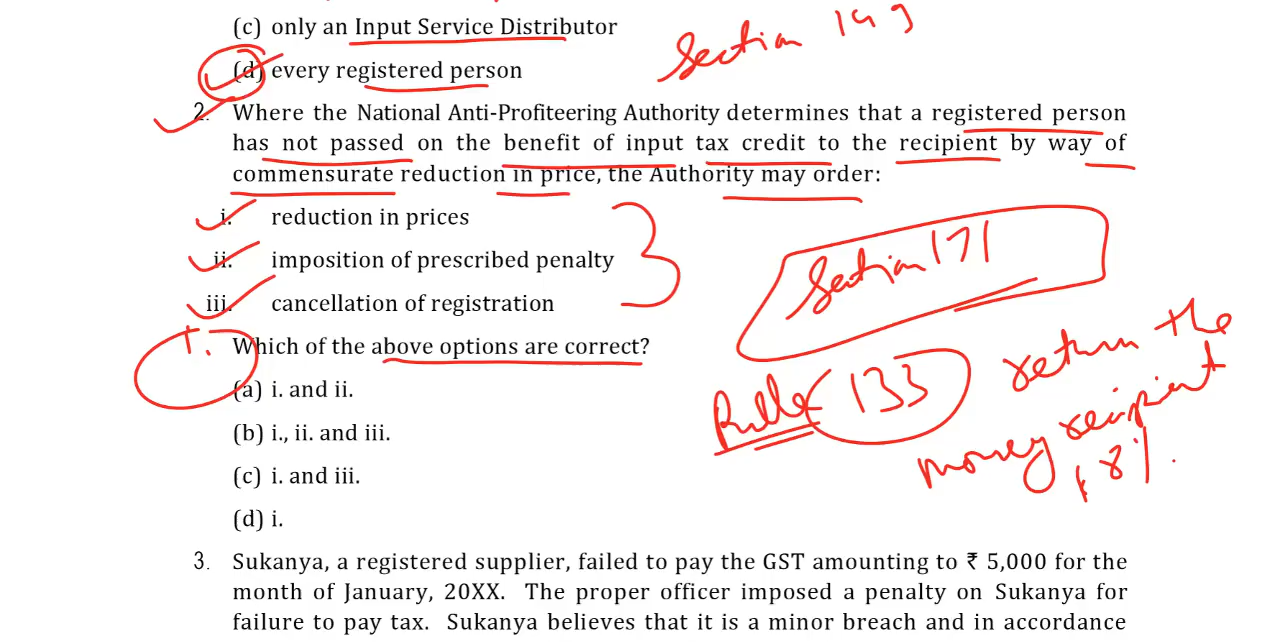 (c) only an Input Service Distributor
Section 149
(d) every registered person
2. Where the National Anti-Profiteering Authority determines that a registered person
has not passed on the benefit of input tax credit to the recipient by way of
commensurate reduction in price, the Authority may order:
i. reduction in prices
ii. imposition of prescribed penalty
iii. cancellation of registration
Section 171
Which of the above options are correct?
(a) i. and ii.
(b) i., ii. and iii.
(c) i. and iii.
(d) i.
Rule 133
return the
money recipient
18%.
3. Sukanya, a registered supplier, failed to pay the GST amounting to ₹ 5,000 for the
month of January, 20XX. The proper officer imposed a penalty on Sukanya for
failure to pay tax. Sukanya believes that it is a minor breach and in accordance